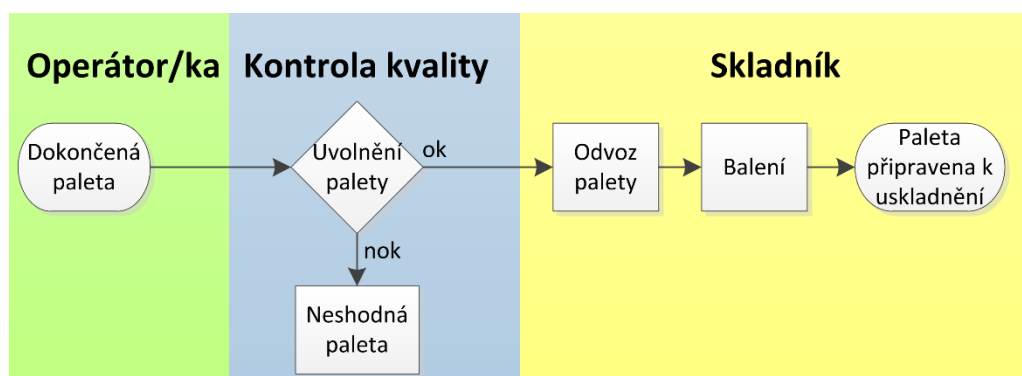 Operátor/ka
Kontrola kvality
Skladník
Dokončená
paleta
Uvolnění
palety
ok
Odvoz
palety
Balení
Paleta
připravena k
uskladnění
nok
Neshodná
paleta